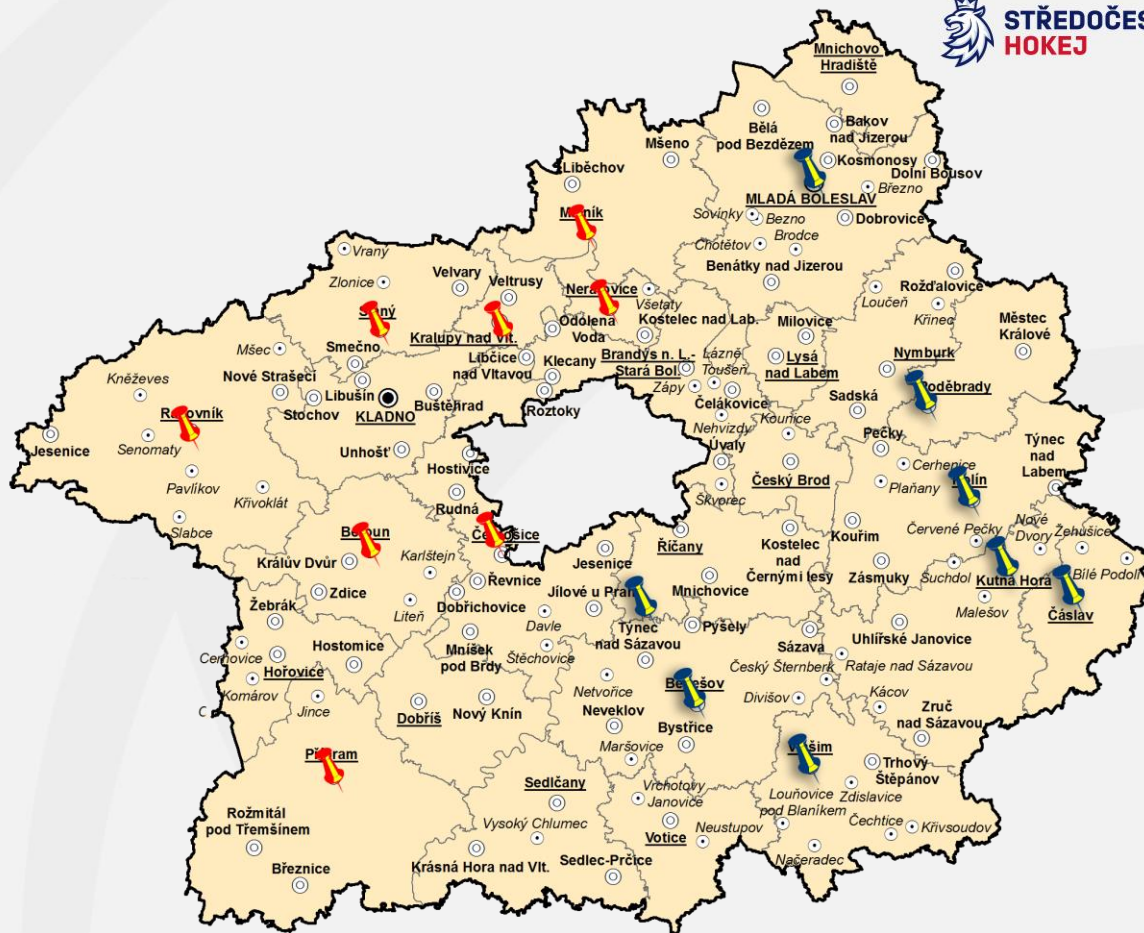 STŘEDOČES
HOKEJ
Mnichovo
Hradiště
Bělá
pod Bezdězem
Bakov
nad Jizerou
Mšeno
Kosmonosy
Liběchov
Dolní Bousov
Březno
MLADÁ BOLESLAV
Sovínky
Bezno
Dobrovice
Brodce
Chotětov
Vraný
Benátky nad Jizerou
Velvary
Veltrusy
Zlonice
Rožďalovice
Všetaty
Loučeň
Křinec
Kralupy nad Vlt.
Odolena
Voda
Kostelec nad Lab.
Milovice
Městec
Králové
Mšec
Smečno
Libčice
nad Vltavou
Klecany
Brandýs n. L.-
Stará Bol.
Lázně
Toušeň
Lysá
nad Labem
Nymburk
Kněževes
Nové Strašecí
Libušín
Zápy
Poděbrady
Stochov
KLADNO
Buštěhrad
Roztoky
Čelákovice
Sadská
Nehvizdy
Kounice
Jesenice
Senomaty
Unhošť
Hostivice
Úvaly
Pečky
Týnec
nad
Labem
Cerhenice
Pavlíkov
Křivoklát
Škvorec
Český Brod
Plaňany
Rudná
Slabce
Říčany
Kouřim
Červené Pečky
Nové
Dvory
Žehušice
Karlštejn
Jesenice
Kostelec
nad
Černými lesy
Králův Dvůr
Řevnice
Zásmuky
Suchdol
Kutná Hora
Bílé Podolí
Zdice
Dobřichovice
Mnichovice
Malešov
Žebrák
Liteň
Davle
Čáslav
Týnec
nad Sázavou
Pyšely
Uhlířské Janovice
Hostomice
Mníšek
pod Brdy
Štěchovice
Sázava
Český Šternberk
Rataje nad Sázavou
Hořovice
Komárov
Netvořice
Divišov
Kácov
Jince
Dobříš
Nový Knín
Neveklov
Bystřice
Zruč
nad Sázavou
Maršovice
Trhový
Štěpánov
Sedlčany
Vrchotovy
Janovice
Louňovice
pod Blaníkem
Zdislavice
Rožmitál
pod Třemšínem
Vysoký Chlumec
Votice
Neustupov
Čechtice
Křivsoudov
Březnice
Krásná Hora nad Vlt.
Sedlec-Prčice
Načeradec